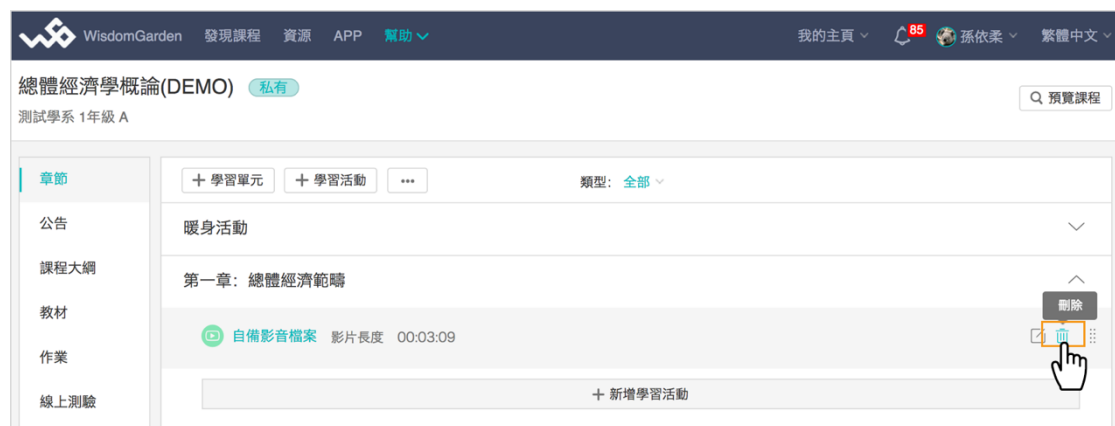 WisdomGarden 發現課程 資源 APP 幫助 我的主頁 85 孫依柔 繁體中文
總體經濟學概論(DEMO) 私有
預覽課程
測試學系 1年級 A
章節
公告
課程大綱
教材
作業
線上測驗
+ 學習單元 + 學習活動 ••• 類型: 全部
暖身活動
第一章: 總體經濟範疇
刪除
自備影音檔案 影片長度 00:03:09
+ 新增學習活動